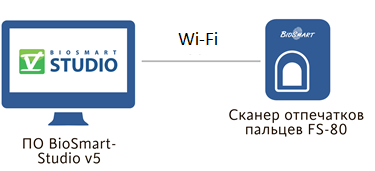 BIOSMART
V STUDIO
Wi-Fi
BIOSMART
ПО BioSmart-
Studio v5
Сканер отпечатков
пальцев FS-80